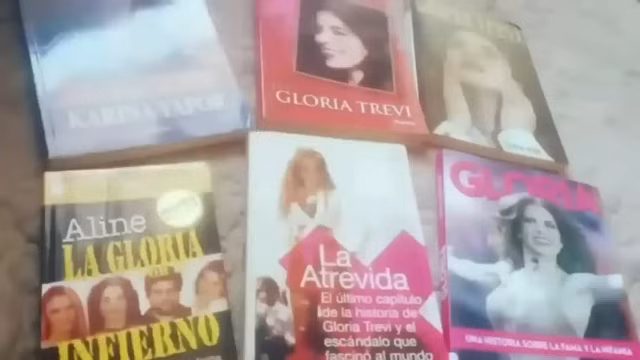 KARINA YAPOR
GLORIA TREVI
Aline
LA GLORIA
INFIERNO
La
Atrevida
El último capítulo
de la historia de
Gloria Trevi y el
escándalo que
fascinó al mundo
GLORIA
UNA HISTORIA SOBRE LA FAMA Y LA INFAMIA